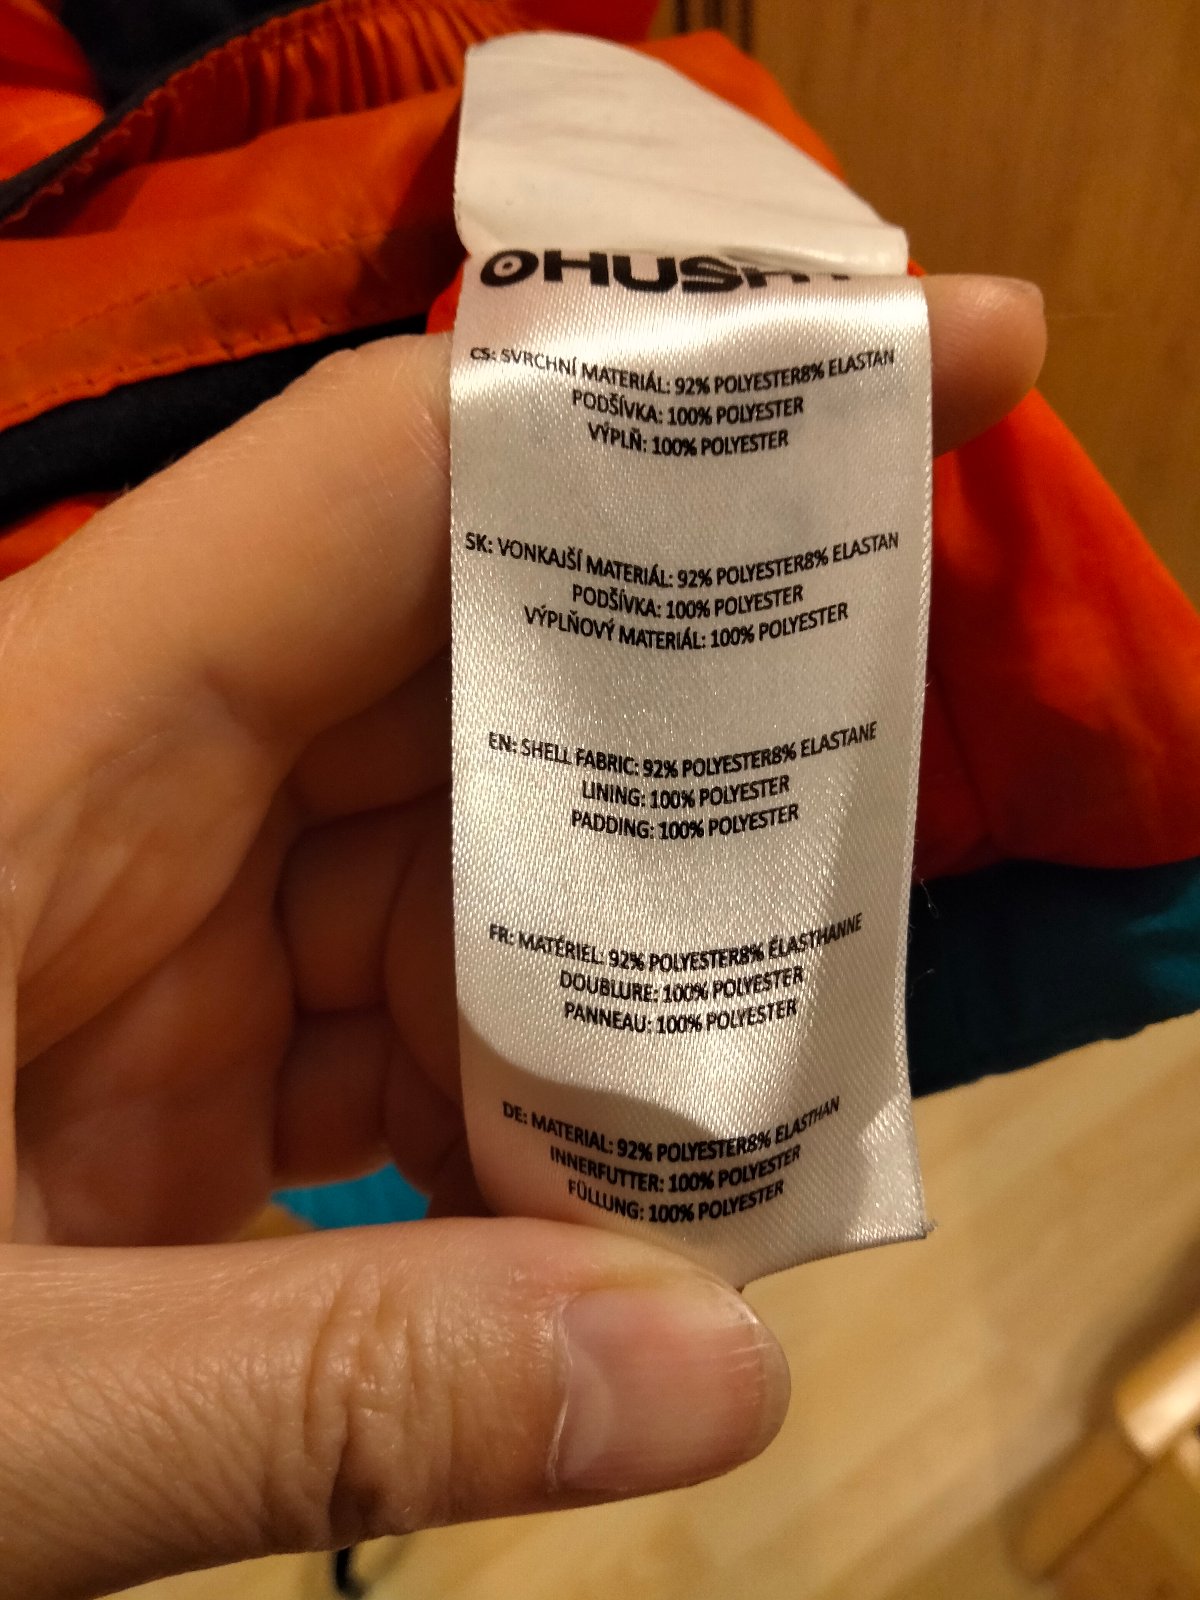 HUSKY
CS: SVRCHNÍ MATERIÁL: 92% POLYESTER8% ELASTAN
PODŠÍVKA: 100% POLYESTER
VÝPLŇ: 100% POLYESTER
SK: VONKAJŠÍ MATERIÁL: 92% POLYESTER8% ELASTAN
PODŠÍVKA: 100% POLYESTER
VÝPLŇOVÝ MATERIÁL: 100% POLYESTER
EN: SHELL FABRIC: 92% POLYESTER8% ELASTANE
LINING: 100% POLYESTER
PADDING: 100% POLYESTER
FR: MATÉRIEL: 92% POLYESTER8% ÉLASTHANNE
DOUBLURE: 100% POLYESTER
PANNEAU: 100% POLYESTER
DE: MATERIAL: 92% POLYESTER8% ELASTHAN
INNERFUTTER: 100% POLYESTER
FÜLLUNG: 100% POLYESTER